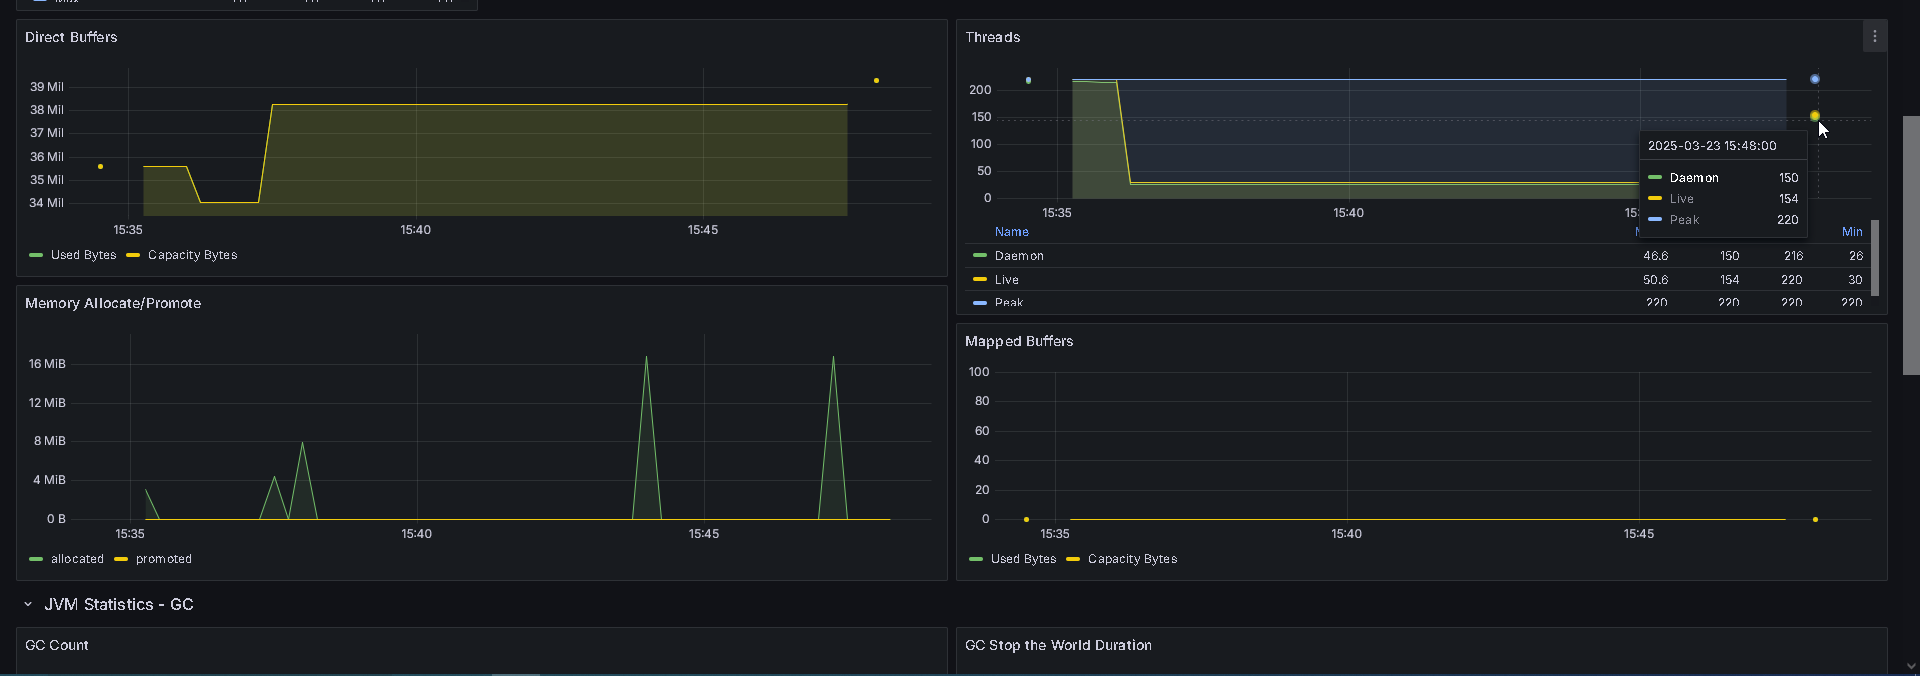 Direct Buffers
39 Mil
38 Mil
37 Mil
36 Mil
35 Mil
34 Mil
15:35 15:40 15:45
Used Bytes Capacity Bytes
Threads
200
150
100
50
0
15:35 15:40 15:
2025-03-23 15:48:00
Daemon 150
Live 154
Peak 220
Name Min
Daemon 46.6 150 216 26
Live 50.6 154 220 30
Peak 220 220 220 220
Memory Allocate/Promote
16 MiB
12 MiB
8 MiB
4 MiB
0 B
15:35 15:40 15:45
allocated promoted
Mapped Buffers
100
80
60
40
20
0
15:35 15:40 15:45
Used Bytes Capacity Bytes
JVM Statistics - GC
GC Count
GC Stop the World Duration